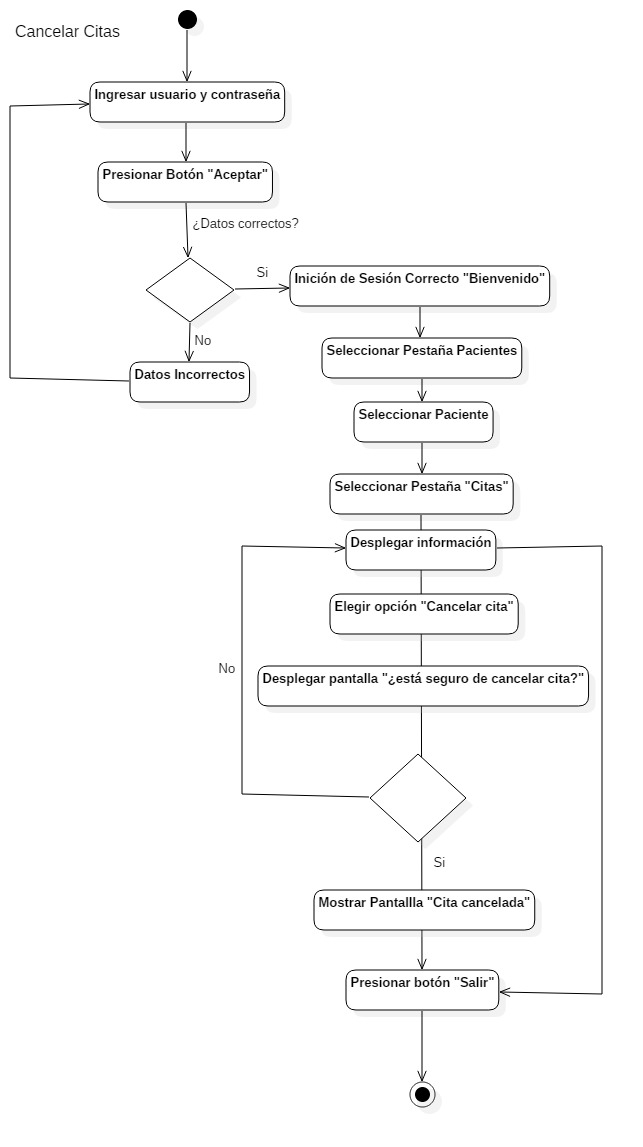 Cancelar Citas
Ingresar usuario y contraseña
Presionar Botón "Aceptar"
¿Datos correctos?
Si
Inición de Sesión Correcto "Bienvenido"
No
Seleccionar Pestaña Pacientes
Datos Incorrectos
Seleccionar Paciente
Seleccionar Pestaña "Citas"
Desplegar información
Elegir opción "Cancelar cita"
No
Desplegar pantalla "¿está seguro de cancelar cita?"
Si
Mostrar Pantallla "Cita cancelada"
Presionar botón "Salir"